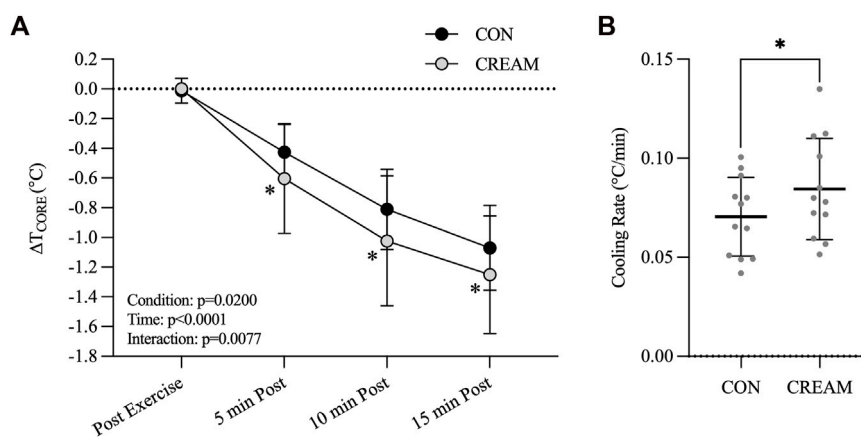 A
CON
CREAM
0.2
0.0
-0.2
-0.4
-0.6
-0.8
-1.0
-1.2
-1.4
-1.6
-1.8
ΔT_CORE (°C)
*
*
*
Condition: p=0.0200
Time: p<0.0001
Interaction: p=0.0077
Post Exercise
5 min Post
10 min Post
15 min Post
B
*
0.15
0.10
0.05
0.00
Cooling Rate (°C/min)
CON
CREAM